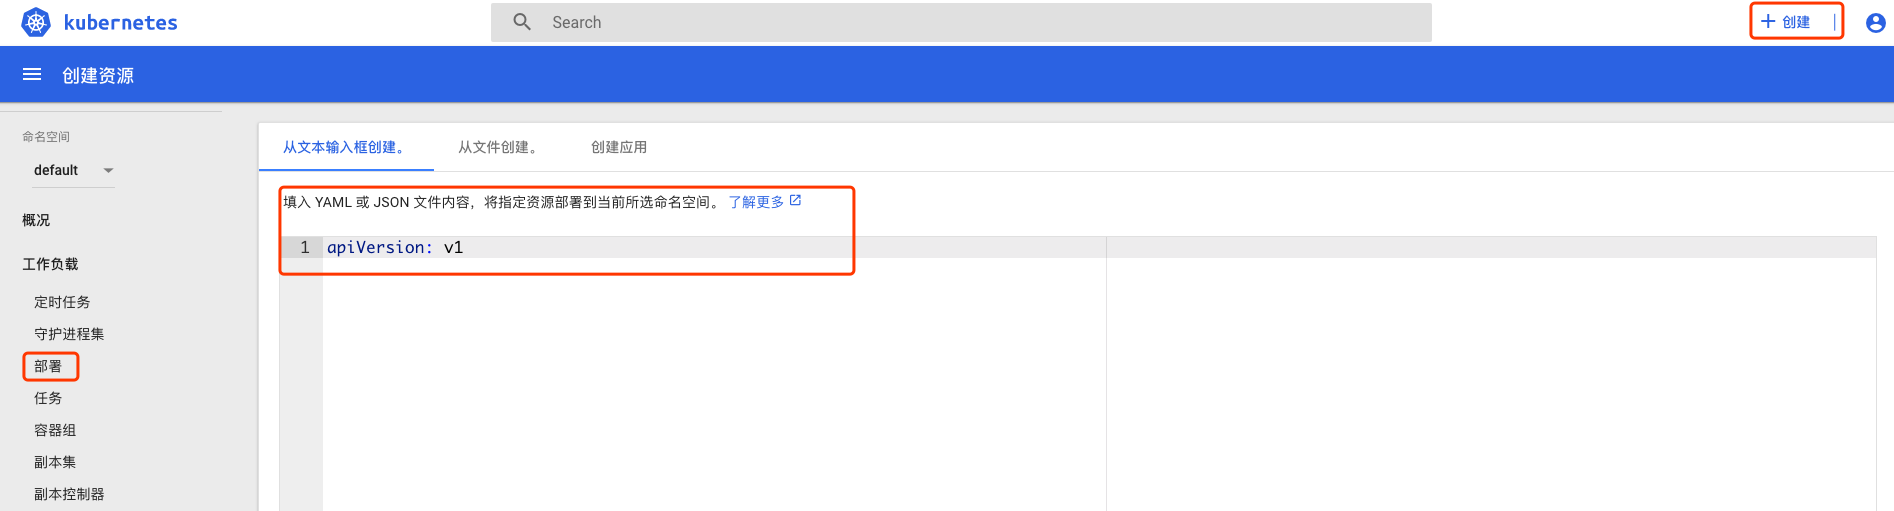 kubernetes
Search
创建
创建资源
命名空间
default
概况
工作负载
定时任务
守护进程集
部署
任务
容器组
副本集
副本控制器
从文本输入框创建。
从文件创建。
创建应用
填入 YAML 或 JSON 文件内容，将指定资源部署到当前所选命名空间。 了解更多
1 apiVersion: v1